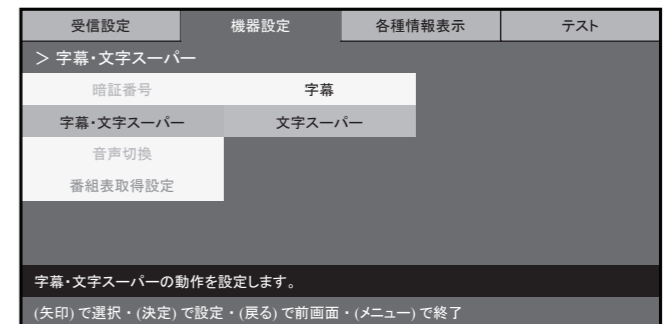 受信設定 機器設定 各種情報表示 テスト
＞ 字幕・文字スーパー
暗証番号 字幕
字幕・文字スーパー 文字スーパー
音声切換
番組表取得設定
字幕・文字スーパーの動作を設定します。
(矢印) で選択・(決定) で設定・(戻る) で前画面・(メニュー) で終了